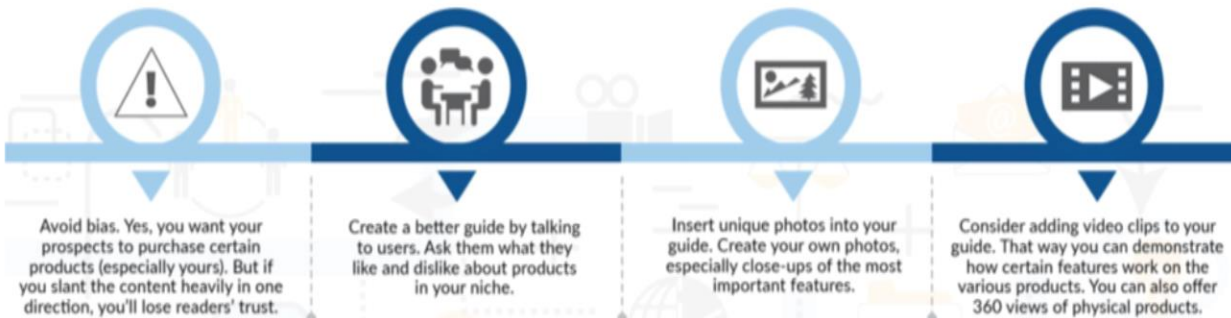 Avoid bias. Yes, you want your
prospects to purchase certain
products (especially yours). But if
you slant the content heavily in one
direction, you'll lose readers' trust.
Create a better guide by talking
to users. Ask them what they
like and dislike about products
in your niche.
Insert unique photos into your
guide. Create your own photos,
especially close-ups of the most
important features.
Consider adding video clips to your
guide. That way you can demonstrate
how certain features work on the
various products. You can also offer
360 views of physical products.